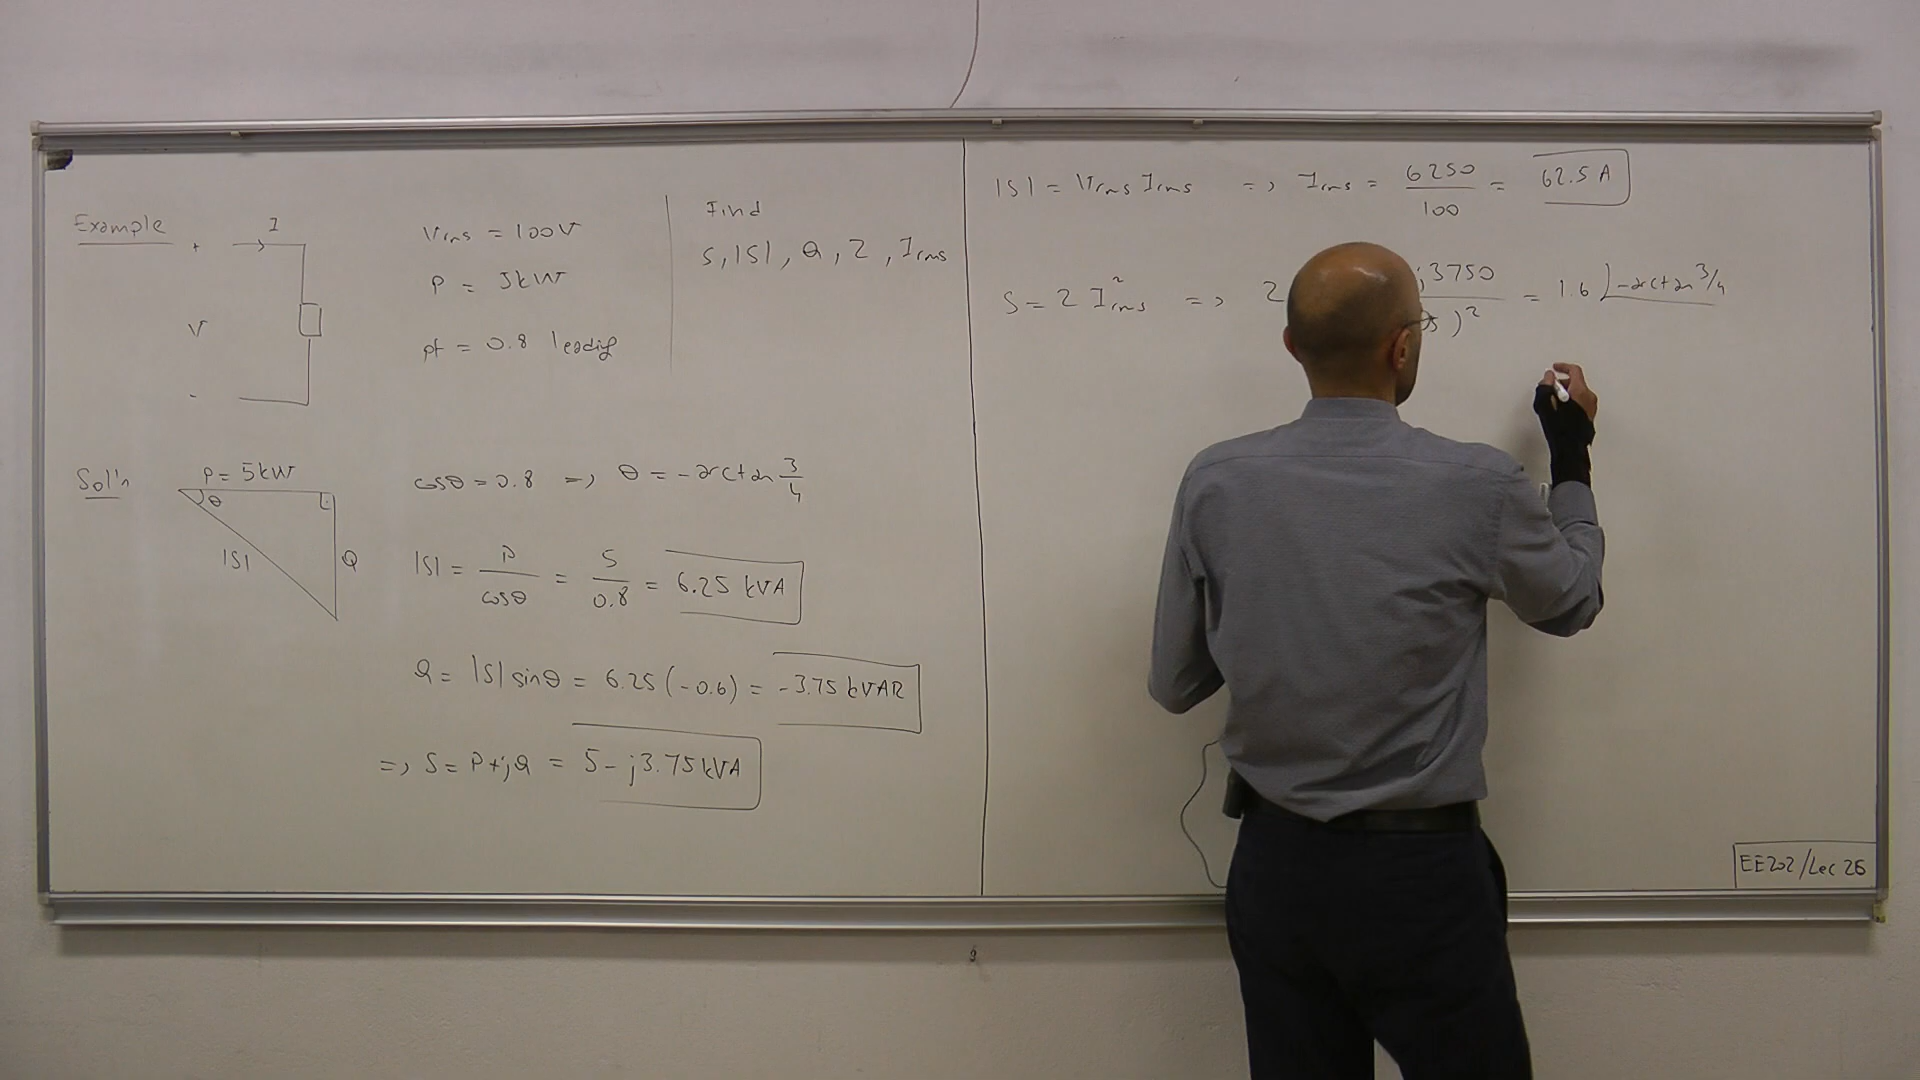 Example
+ I
V
-
Vrms = 100V
P = 5kW
pf = 0.8 leading
Find
S, |S|, Q, Z, Irms
Sol'n
P = 5kW
θ
|S|
Q
cosθ = 0.8 => θ = -arctan 3/4
|S| = P/cosθ = 5/0.8 = 6.25 kVA
Q = |S| sinθ = 6.25 (-0.6) = -3.75 kVAR
=> S = P+jQ = 5 - j3.75 kVA
|S| = Vrms Irms => Irms = 6250/100 = 62.5 A
S = Z I²rms => Z j3750 )² = 1.6 ∠-arctan 3/4
EE202/Lec 26